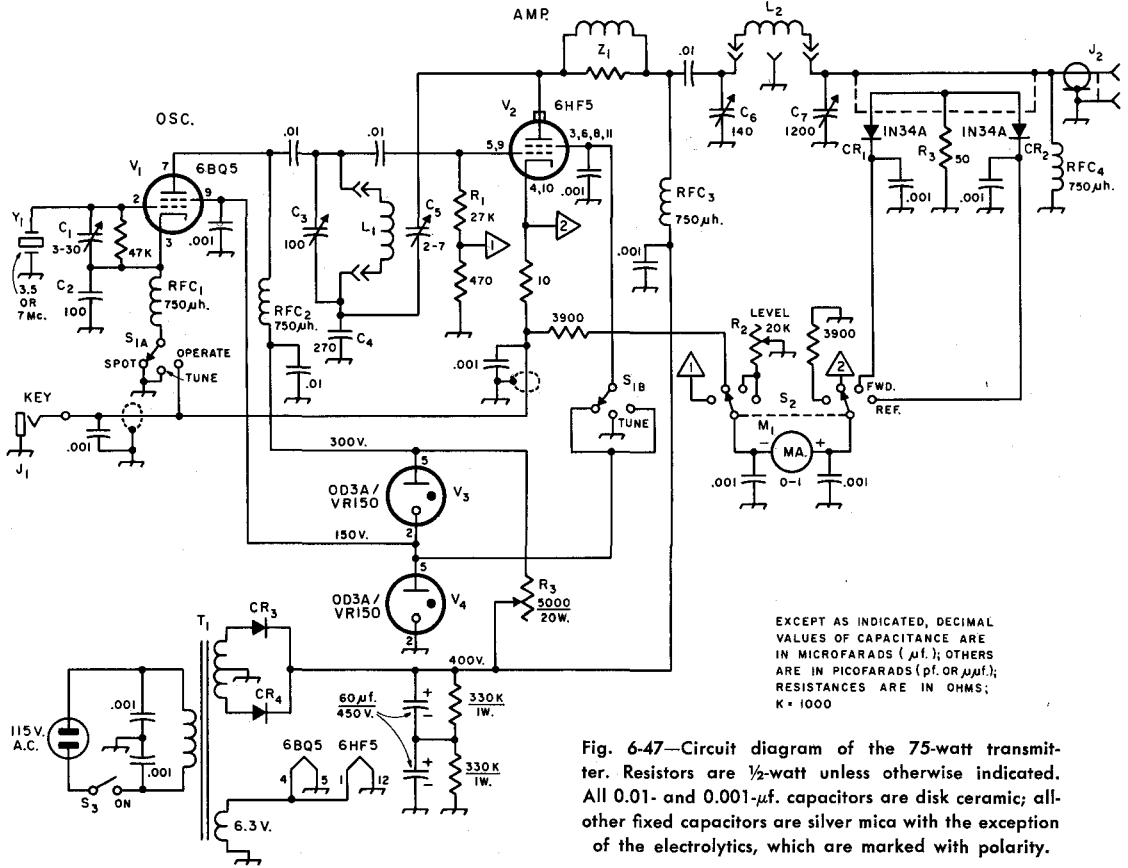 AMP.
L2
J2
Z1
.01
V2
6HF5
OSC.
.01
.01
C6
140
C7
1200
IN34A
CR1
R3
50
IN34A
CR2
RFC4
750µh.
.001
.001
V1
7
6BQ5
9
2
3
5,9
3,6,8,11
4,10
.001
Y1
C1
3-30
47K
.001
C3
100
L1
C5
2-7
R1
27K
1
2
RFC3
750µh.
C2
100
3.5
OR
7Mc.
RFC1
750µh.
RFC2
750µh.
470
10
.001
S1A
SPOT
OPERATE
TUNE
270
C4
.01
3900
.001
LEVEL
R2
20K
3900
1
2
FWD.
REF.
S2
S1B
TUNE
KEY
J1
.001
M1
−
MA.
+
0-1
.001
.001
300V.
5
OD3A/
VR150
V3
2
150V.
5
OD3A/
VR150
V4
2
R3
5000
20W.
400V.
T1
CR3
CR4
115V.
A.C.
.001
.001
S3
ON
6.3V.
6BQ5
6HF5
4
5
1
12
60µf.
450V.
+
−
+
−
330K
1W.
330K
1W.
EXCEPT AS INDICATED, DECIMAL
VALUES OF CAPACITANCE ARE
IN MICROFARADS (µf.); OTHERS
ARE IN PICOFARADS (pf. OR µµf.);
RESISTANCES ARE IN OHMS;
K = 1000
Fig. 6-47—Circuit diagram of the 75-watt transmit-
ter. Resistors are ½-watt unless otherwise indicated.
All 0.01- and 0.001-µf. capacitors are disk ceramic; all-
other fixed capacitors are silver mica with the exception
of the electrolytics, which are marked with polarity.